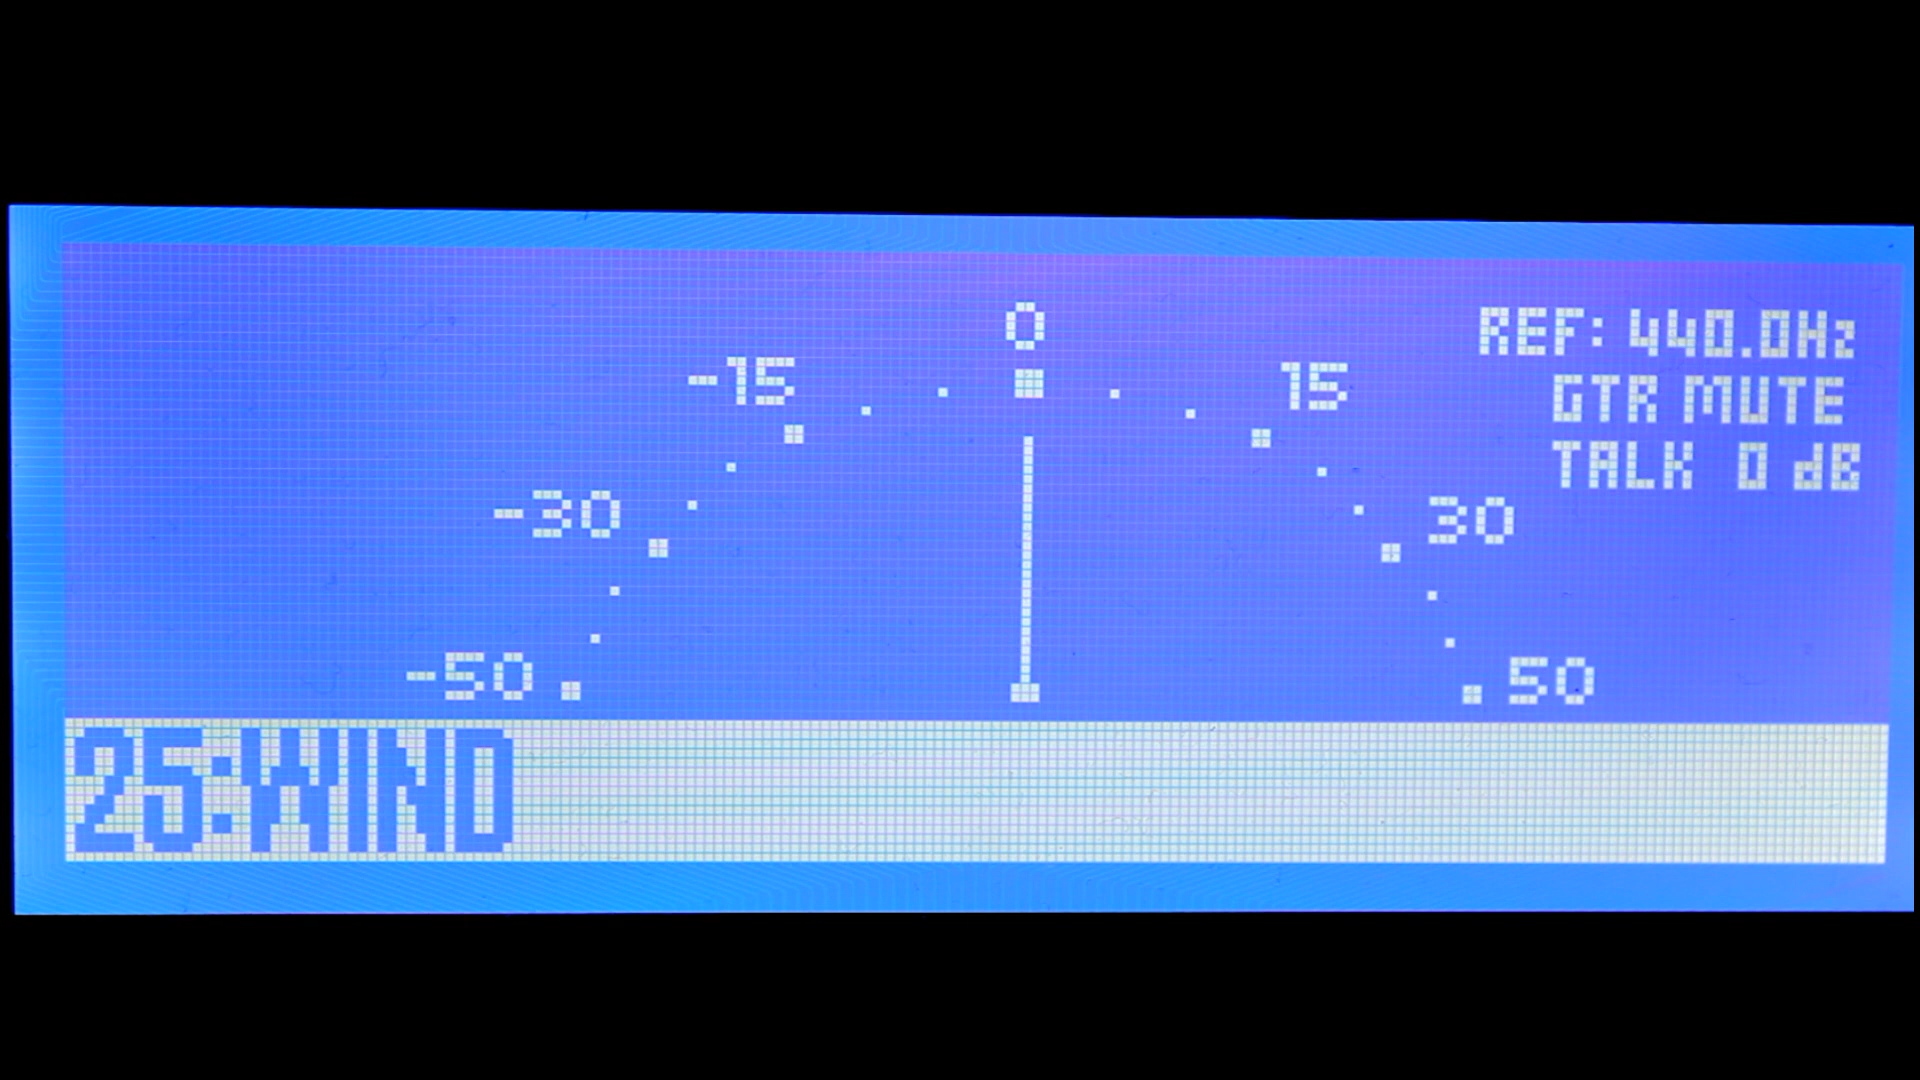 0
-15 15
REF: 440.0Hz
GTR MUTE
TALK 0 dB
-30 30
-50 50
25:WIND